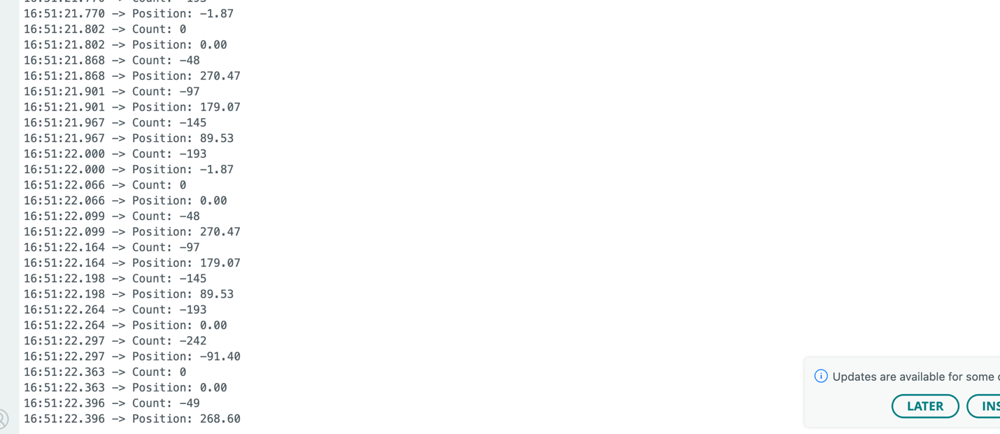 16:51:21.770 -> Count: -193
16:51:21.770 -> Position: -1.87
16:51:21.802 -> Count: 0
16:51:21.802 -> Position: 0.00
16:51:21.868 -> Count: -48
16:51:21.868 -> Position: 270.47
16:51:21.901 -> Count: -97
16:51:21.901 -> Position: 179.07
16:51:21.967 -> Count: -145
16:51:21.967 -> Position: 89.53
16:51:22.000 -> Count: -193
16:51:22.000 -> Position: -1.87
16:51:22.066 -> Count: 0
16:51:22.066 -> Position: 0.00
16:51:22.099 -> Count: -48
16:51:22.099 -> Position: 270.47
16:51:22.164 -> Count: -97
16:51:22.164 -> Position: 179.07
16:51:22.198 -> Count: -145
16:51:22.198 -> Position: 89.53
16:51:22.264 -> Count: -193
16:51:22.264 -> Position: 0.00
16:51:22.297 -> Count: -242
16:51:22.297 -> Position: -91.40
16:51:22.363 -> Count: 0
16:51:22.363 -> Position: 0.00
16:51:22.396 -> Count: -49
16:51:22.396 -> Position: 268.60
Updates are available for some
LATER
INS